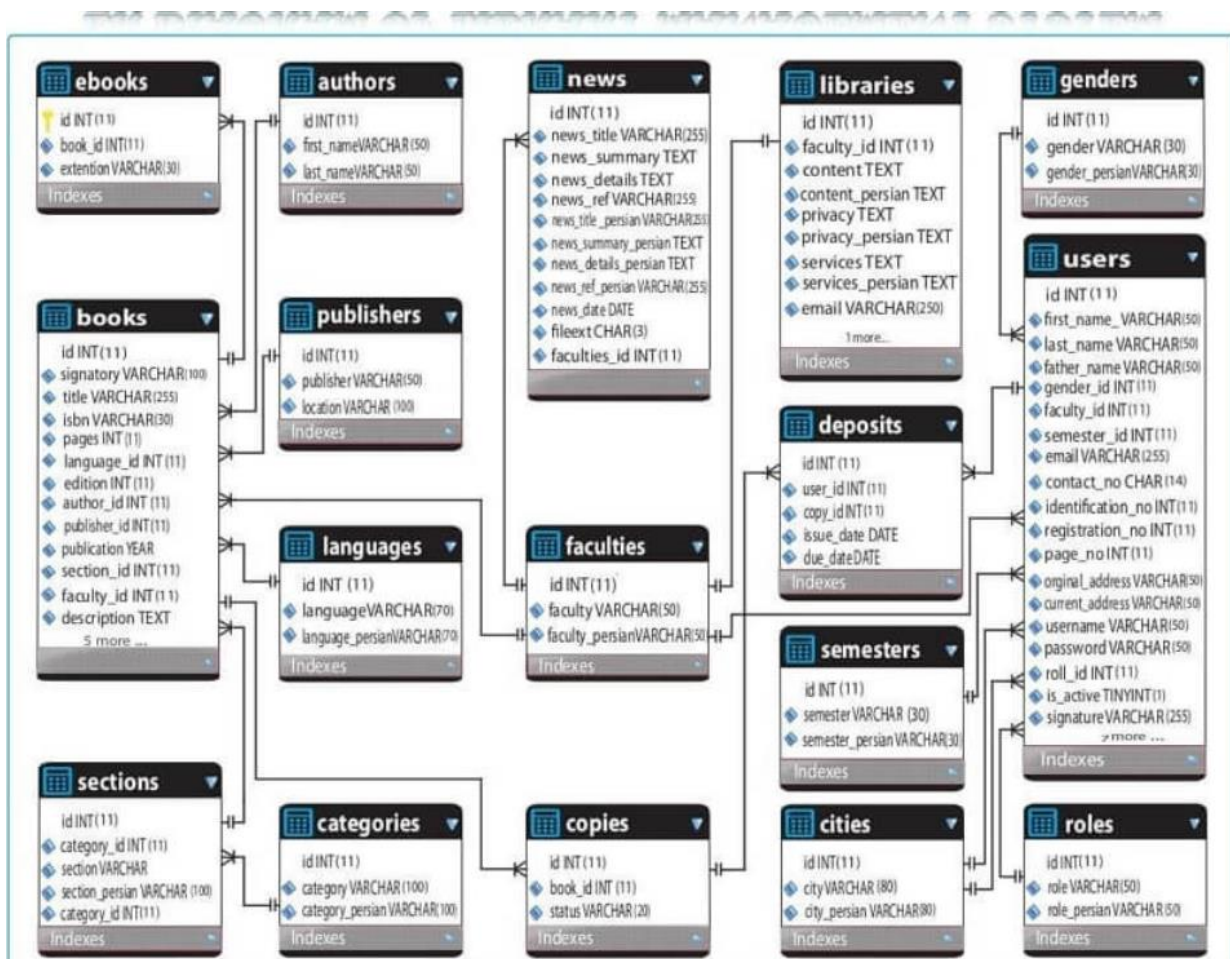 ebooks
id INT(11)
book_id INT(11)
extention VARCHAR(30)
Indexes
authors
id INT(11)
first_nameVARCHAR(50)
last_nameVARCHAR(50)
Indexes
news
id INT(11)
news_title VARCHAR(255)
news_summary TEXT
news_details TEXT
news_ref VARCHAR(255)
news_title_persian VARCHAR(255)
news_summary_persian TEXT
news_details_persian TEXT
news_ref_persian VARCHAR(255)
news_date DATE
fileext CHAR(3)
faculties_id INT(11)
libraries
id INT(11)
faculty_id INT(11)
content TEXT
content_persian TEXT
privacy TEXT
privacy_persian TEXT
services TEXT
services_persian TEXT
email VARCHAR(250)
1 more...
Indexes
genders
id INT(11)
gender VARCHAR(30)
gender_persianVARCHAR(30)
Indexes
books
id INT(11)
signatory VARCHAR(100)
title VARCHAR(255)
isbn VARCHAR(30)
pages INT (11)
language_id INT (11)
edition INT (11)
author_id INT(11)
publisher_id INT(11)
publication YEAR
section_id INT(11)
faculty_id INT(11)
description TEXT
5 more ...
publishers
id INT(11)
publisher VARCHAR(50)
location VARCHAR (100)
Indexes
users
id INT (11)
first_name_ VARCHAR(50)
last_name VARCHAR(50)
father_name VARCHAR(50)
gender_id INT(11)
faculty_id INT(11)
semester_id INT(11)
email VARCHAR(255)
contact_no CHAR (14)
identification_no INT(11)
registration_no INT(11)
page_no INT(11)
orginal_address VARCHAR(50)
current_address VARCHAR(50)
username VARCHAR(50)
password VARCHAR(50)
roll_id INT(11)
is_active TINYINT(1)
signature VARCHAR (255)
more ...
Indexes
deposits
id INT(11)
user_id INT(11)
copy_id INT(11)
issue_date DATE
due_date DATE
Indexes
languages
id INT (11)
languageVARCHAR(70)
language_persianVARCHAR(70)
Indexes
faculties
id INT(11)
faculty VARCHAR(50)
faculty_persianVARCHAR(50)
Indexes
semesters
id INT (11)
semester VARCHAR (30)
semester_persian VARCHAR(30)
Indexes
sections
id INT(11)
category_id INT(11)
section VARCHAR
section_persian VARCHAR (100)
category_id INT(11)
Indexes
categories
id INT(11)
category VARCHAR (100)
category_persian VARCHAR(100)
Indexes
copies
id INT(11)
book_id INT (11)
status VARCHAR (20)
Indexes
cities
id INT(11)
city VARCHAR (80)
city_persian VARCHAR(80)
Indexes
roles
id INT(11)
role VARCHAR(50)
role_persian VARCHAR(50)
Indexes